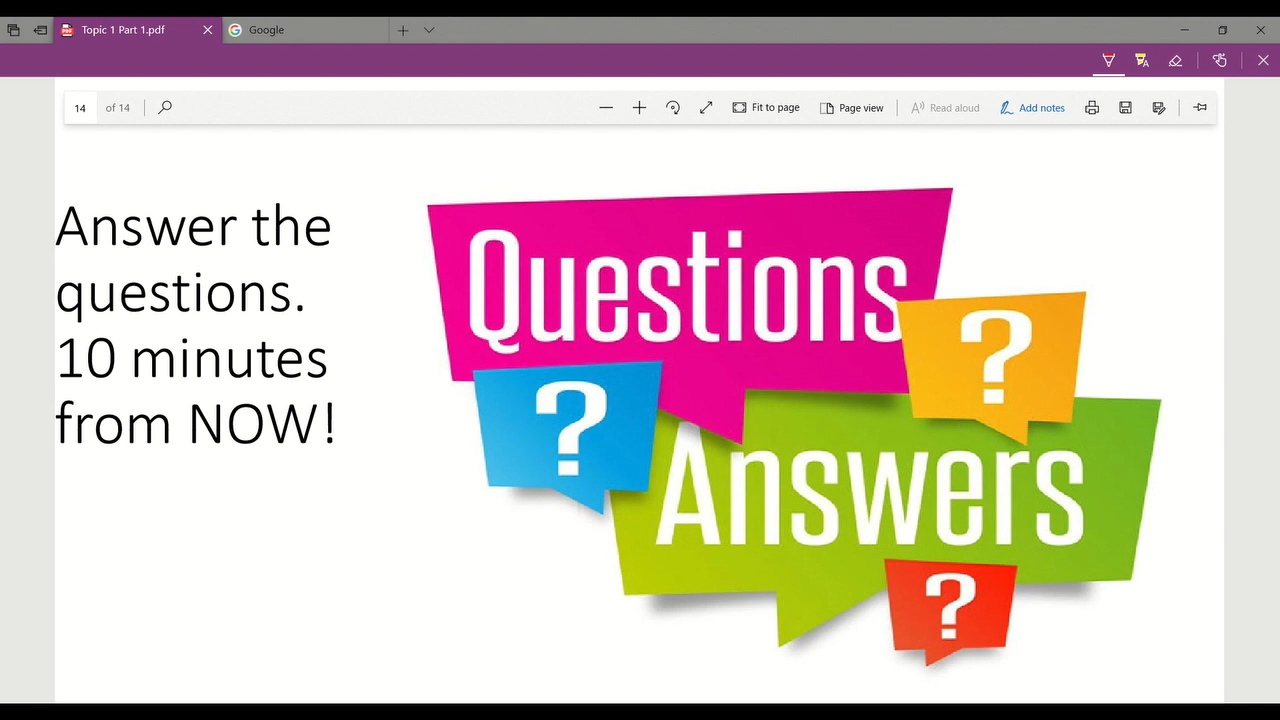 Topic 1 Part 1.pdf
Google
14 of 14
Fit to page
Page view
Read aloud
Add notes
Answer the
questions.
10 minutes
from NOW!
Questions
?
?
Answers
?